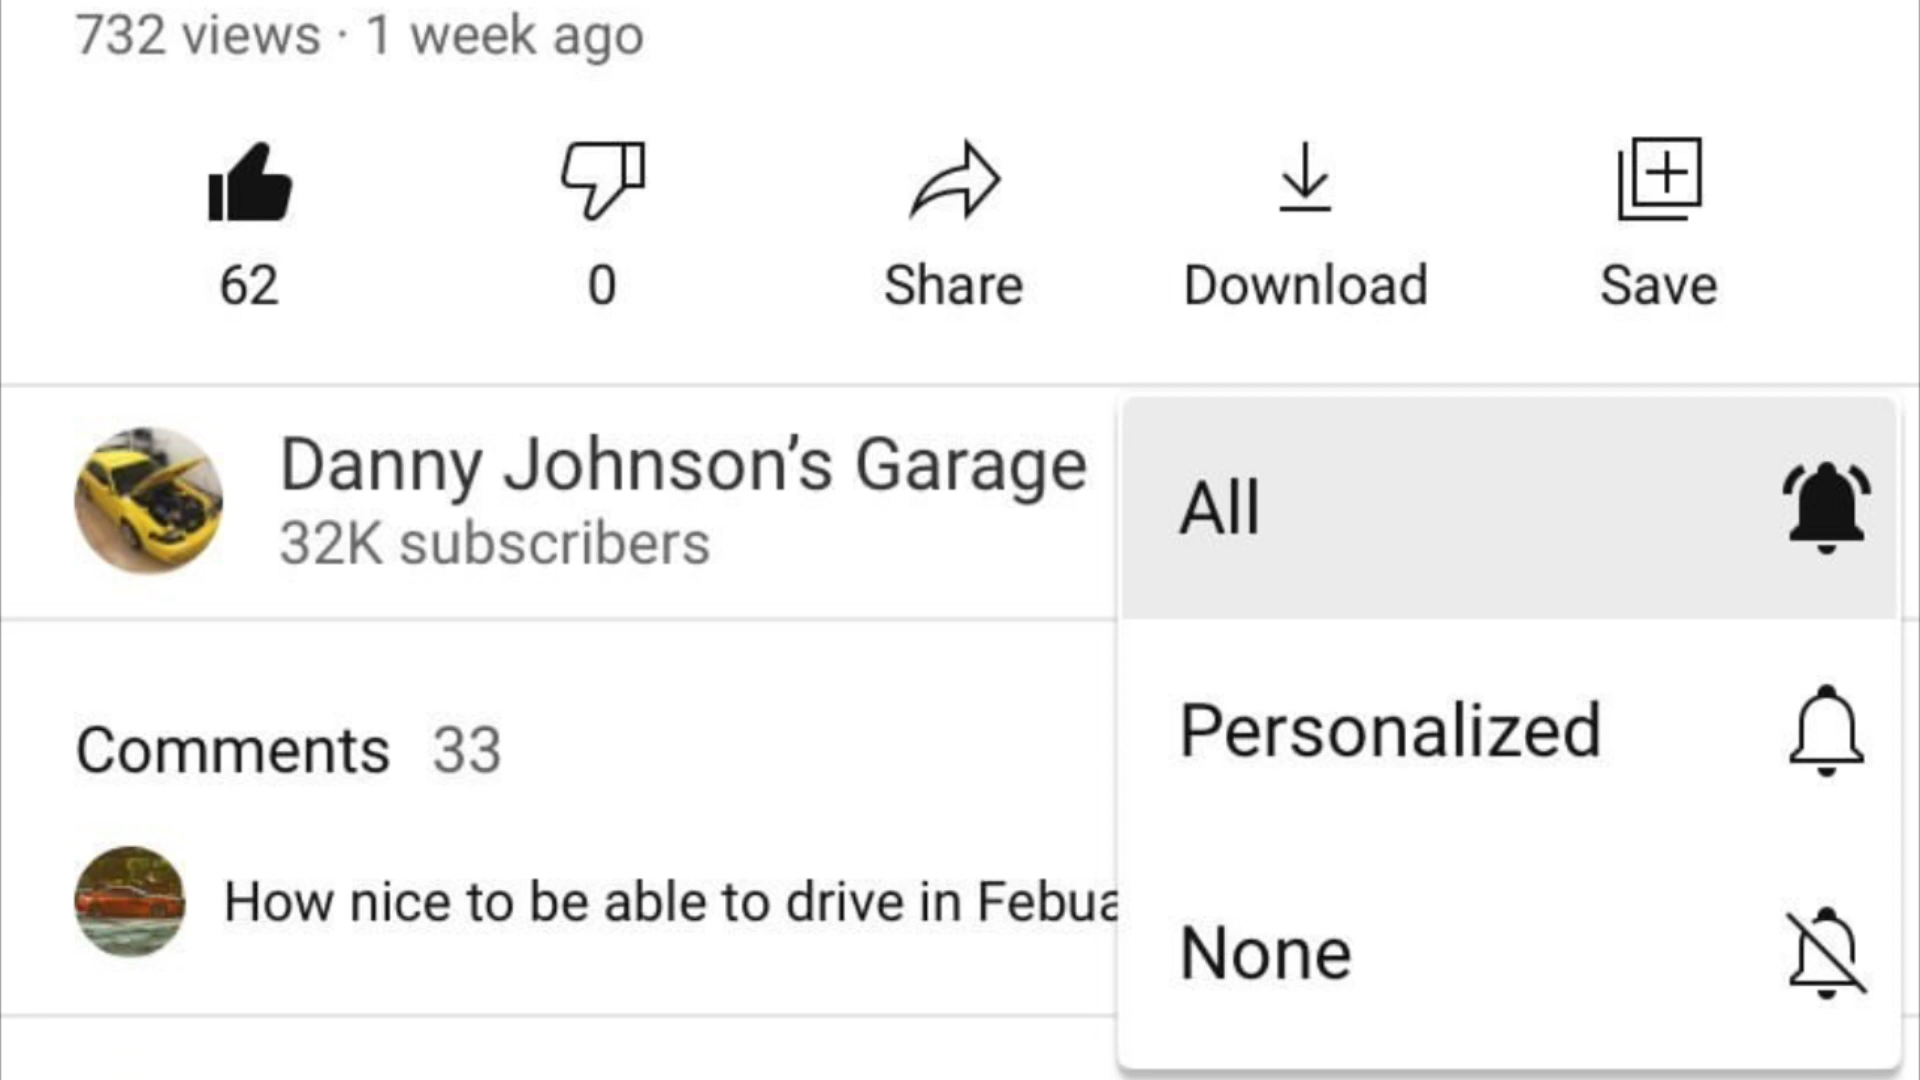 732 views · 1 week ago
62
0
Share
Download
Save
Danny Johnson’s Garage
32K subscribers
All
Personalized
None
Comments 33
How nice to be able to drive in Febua